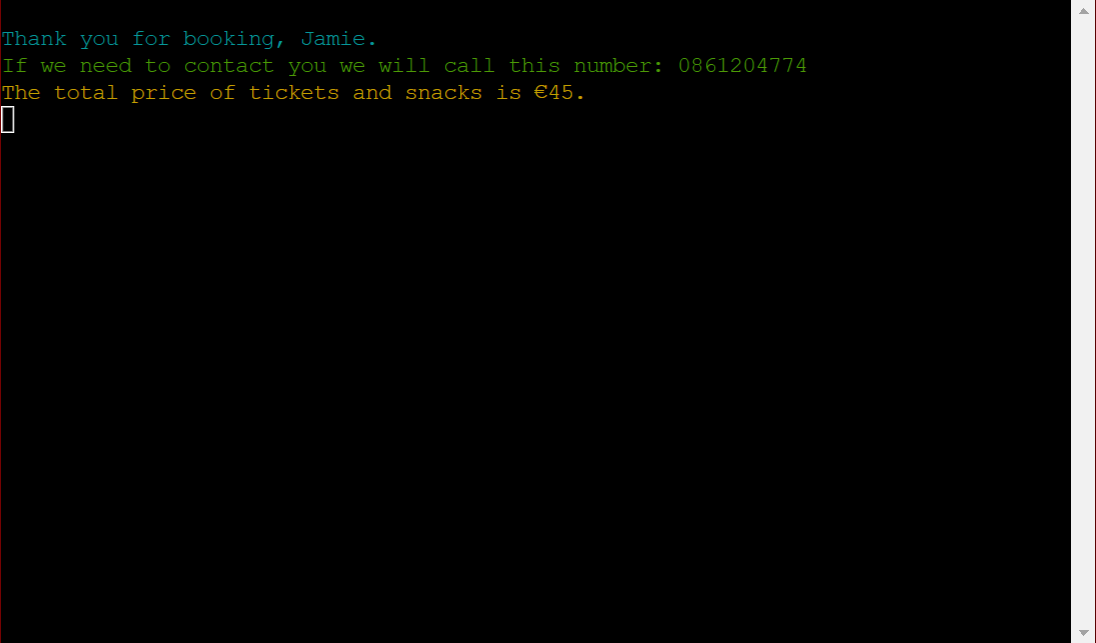 Thank you for booking, Jamie.
If we need to contact you we will call this number: 0861204774
The total price of tickets and snacks is €45.